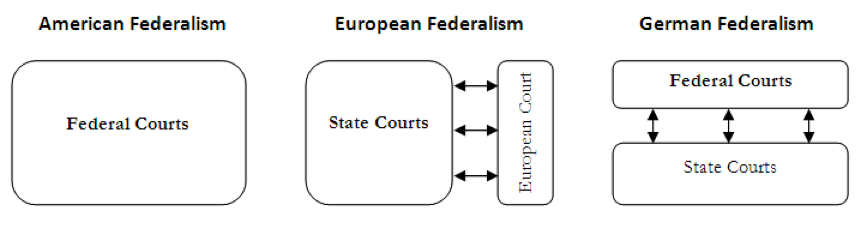 American Federalism
European Federalism
German Federalism
Federal Courts
State Courts
European Court
Federal Courts
State Courts